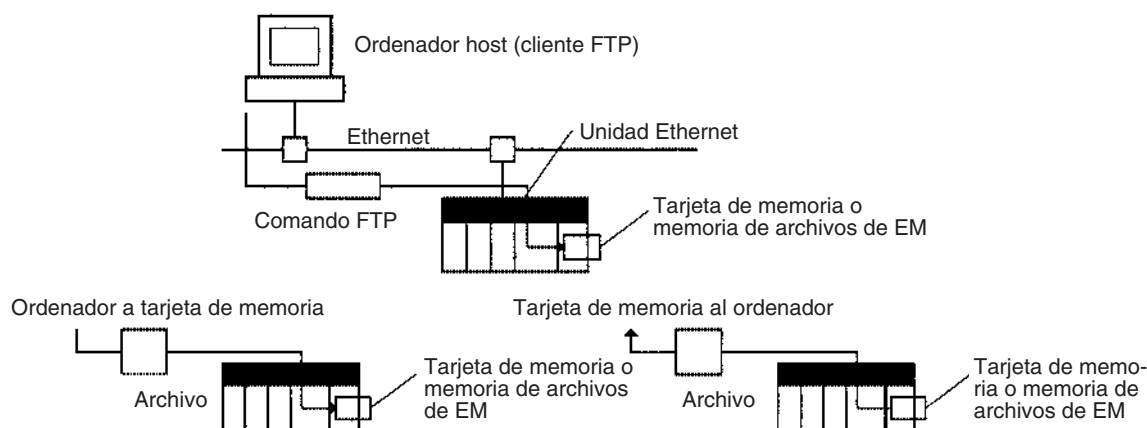 Ordenador host (cliente FTP)
Ethernet
Unidad Ethernet
Comando FTP
Tarjeta de memoria o
memoria de archivos de EM
Ordenador a tarjeta de memoria
Archivo
Tarjeta de memoria o
memoria de archivos
de EM
Tarjeta de memoria al ordenador
Archivo
Tarjeta de memo-
ria o memoria de
archivos de EM